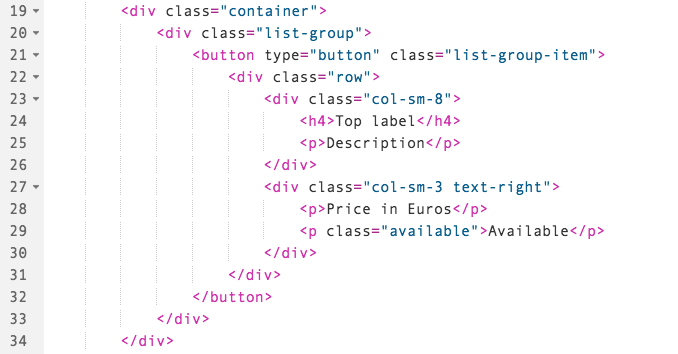 19 <div class="container">
20 <div class="list-group">
21 <button type="button" class="list-group-item">
22 <div class="row">
23 <div class="col-sm-8">
24 <h4>Top label</h4>
25 <p>Description</p>
26 </div>
27 <div class="col-sm-3 text-right">
28 <p>Price in Euros</p>
29 <p class="available">Available</p>
30 </div>
31 </div>
32 </button>
33 </div>
34 </div>